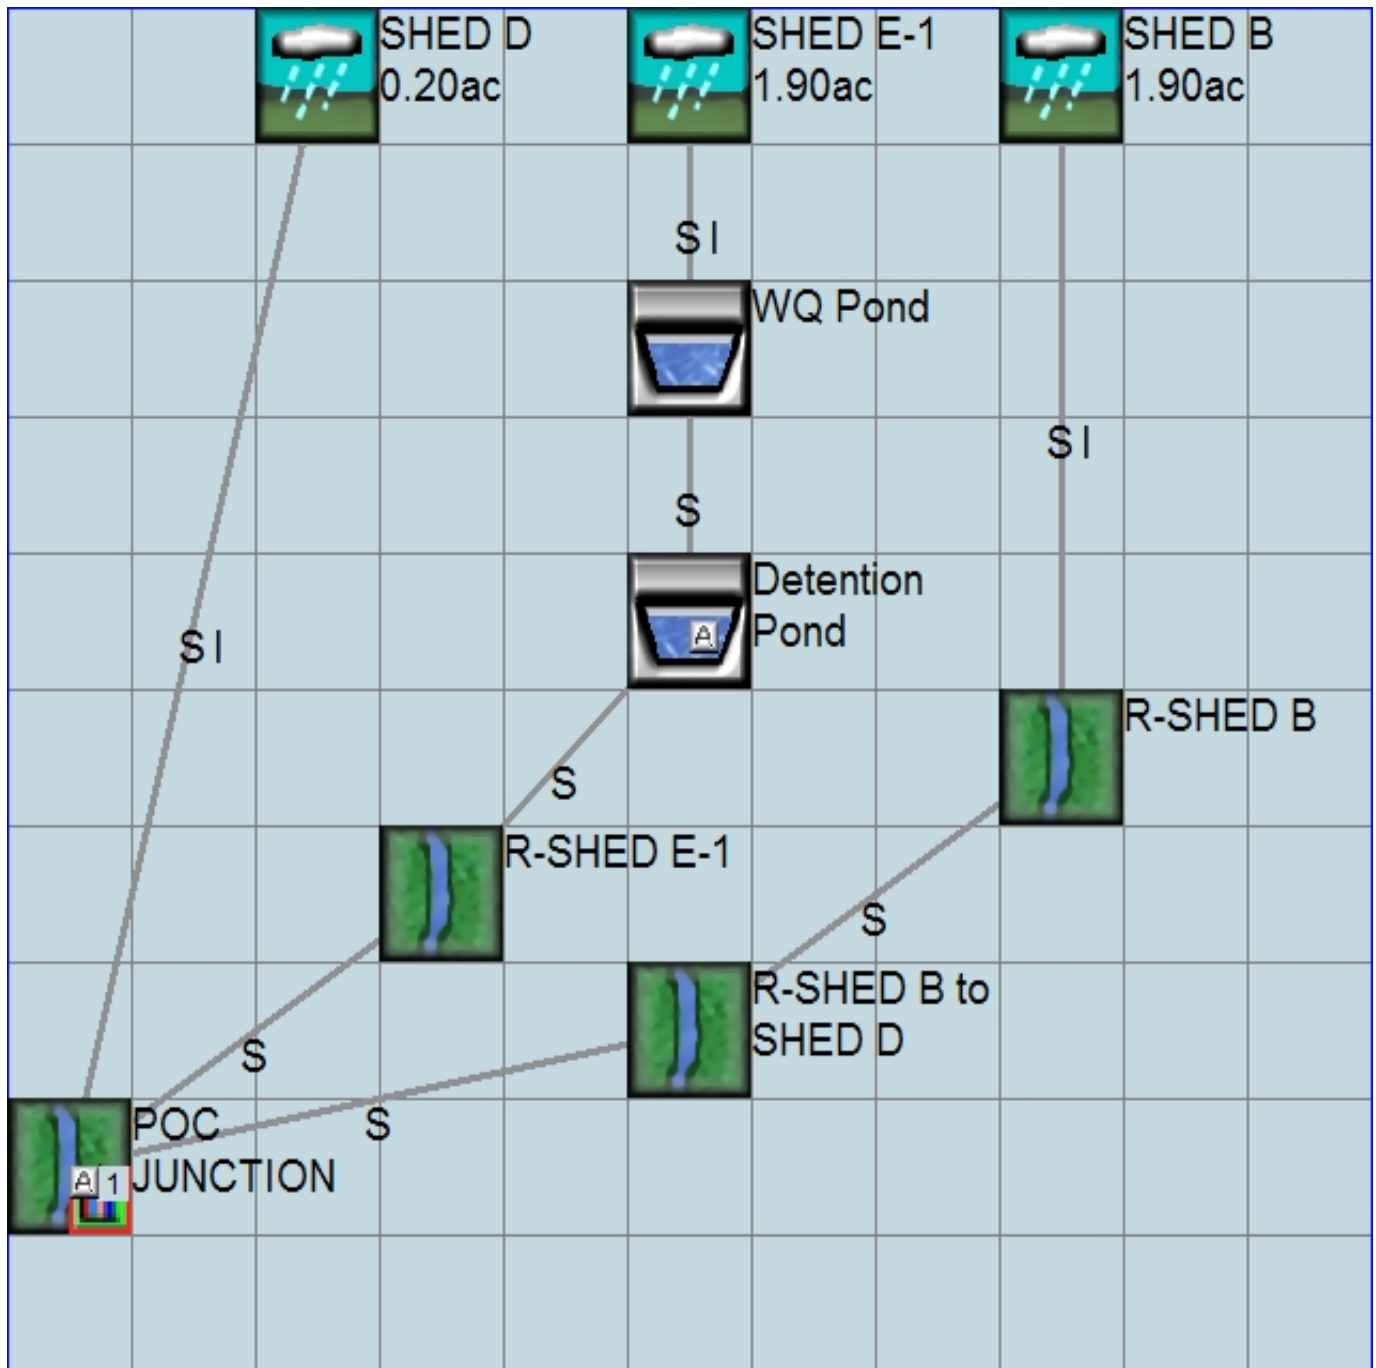 SHED D
0.20ac
SHED E-1
1.90ac
SHED B
1.90ac
S I
WQ Pond
S I
S
Detention
Pond
A
S I
R-SHED B
S
R-SHED E-1
S
R-SHED B to
SHED D
S
POC
S
JUNCTION
A 1